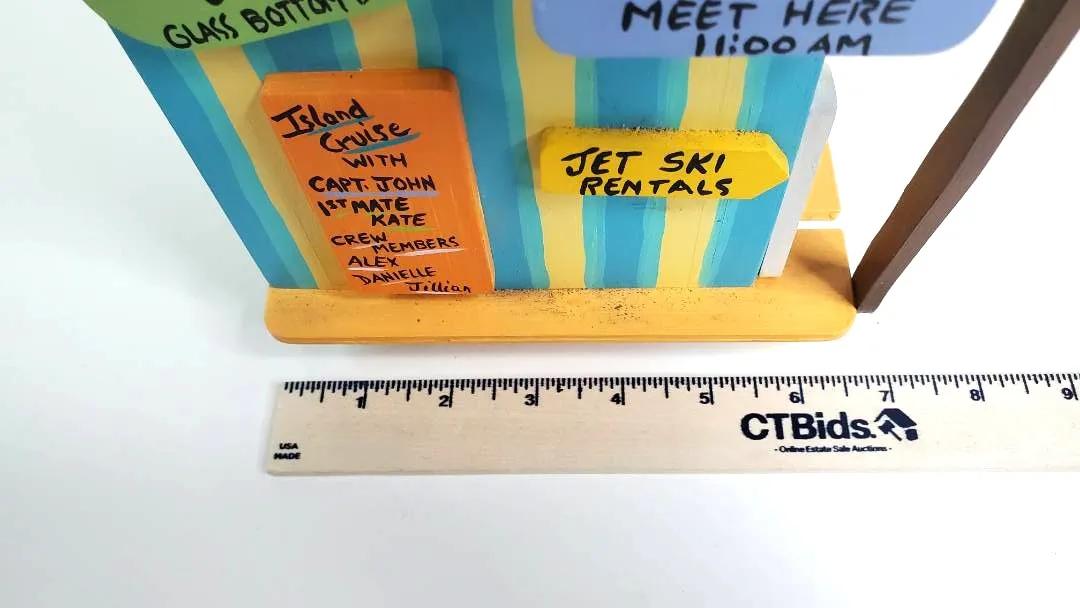 GLASS BOTTOM
MEET HERE
11:00 AM
Island
Cruise
WITH
CAPT. JOHN
1ST MATE
KATE
CREW
MEMBERS
ALEX
DANIELLE
Jillian
JET SKI
RENTALS
1 2 3 4 5 6 7 8 9
USA
MADE
CTBids.
- Online Estate Sale Auctions -